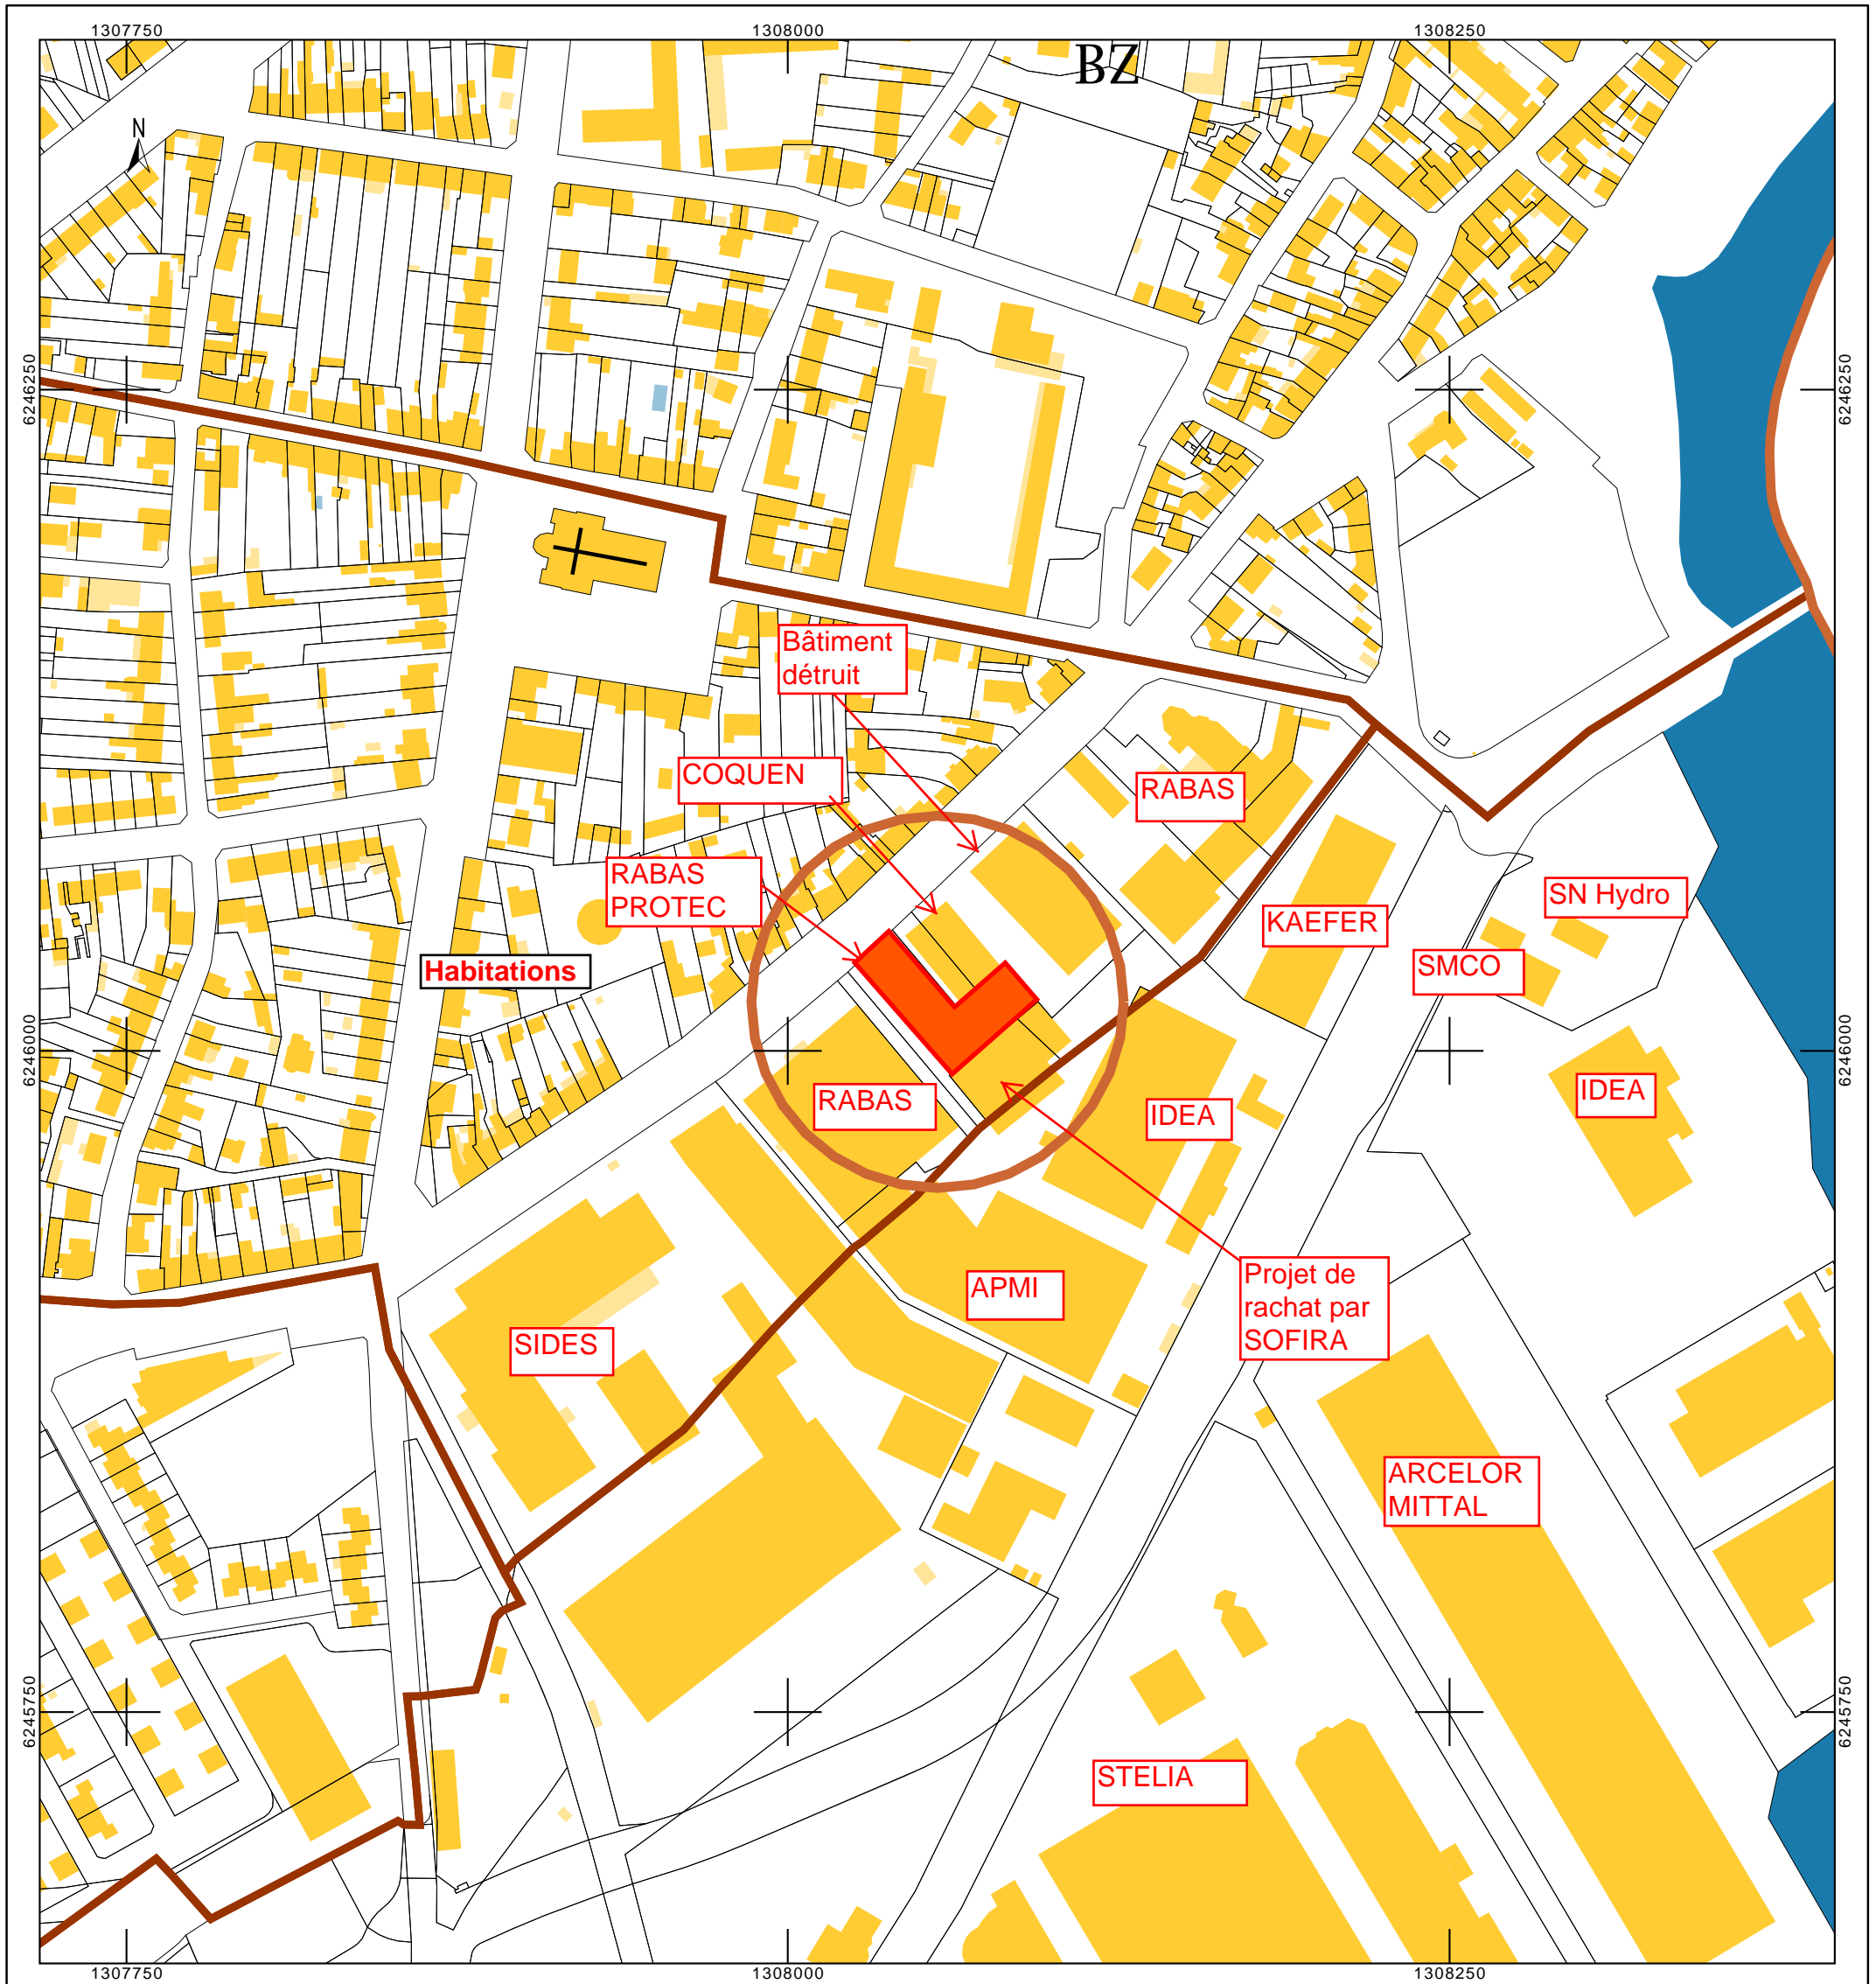 1307750
1308000
1308250
BZ
N
6246250
6246250
Bâtiment
détruit
COQUEN
RABAS
RABAS
PROTEC
KAEFER
SN Hydro
SMCO
Habitations
6246000
6246000
RABAS
IDEA
IDEA
APMI
Projet de
rachat par
SOFIRA
SIDES
ARCELOR
MITTAL
6245750
6245750
STELIA
1307750
1308000
1308250